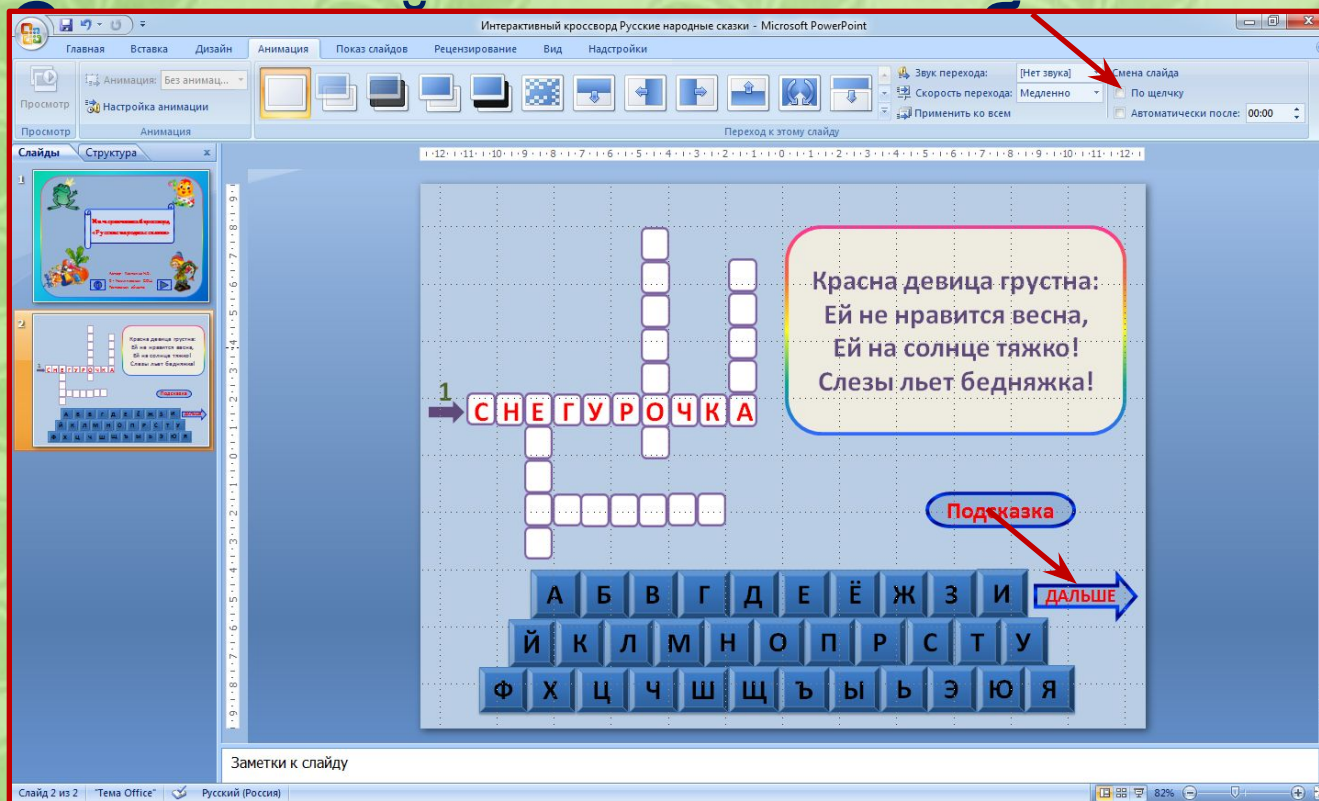 Интерактивный кроссворд Русские народные сказки - Microsoft PowerPoint
Главная Вставка Дизайн Анимация Показ слайдов Рецензирование Вид Надстройки
Просмотр
Анимация: Без анимац...
Настройка анимации
Звук перехода: [Нет звука]
Скорость перехода: Медленно
Применить ко всем
Смена слайда
По щелчку
Автоматически после: 00:00
Просмотр Анимация Переход к этому слайду
Слайды Структура x
1
2
Красна девица грустна:
Ей не нравится весна,
Ей на солнце тяжко!
Слезы льет бедняжка!
1
СНЕГУРОЧКА
Подсказка
А Б В Г Д Е Ё Ж З И
ДАЛЬШЕ
Й К Л М Н О П Р С Т У
Ф Х Ц Ч Ш Щ Ъ Ы Ь Э Ю Я
Заметки к слайду
Слайд 2 из 2 "Тема Office" Русский (Россия) 82%